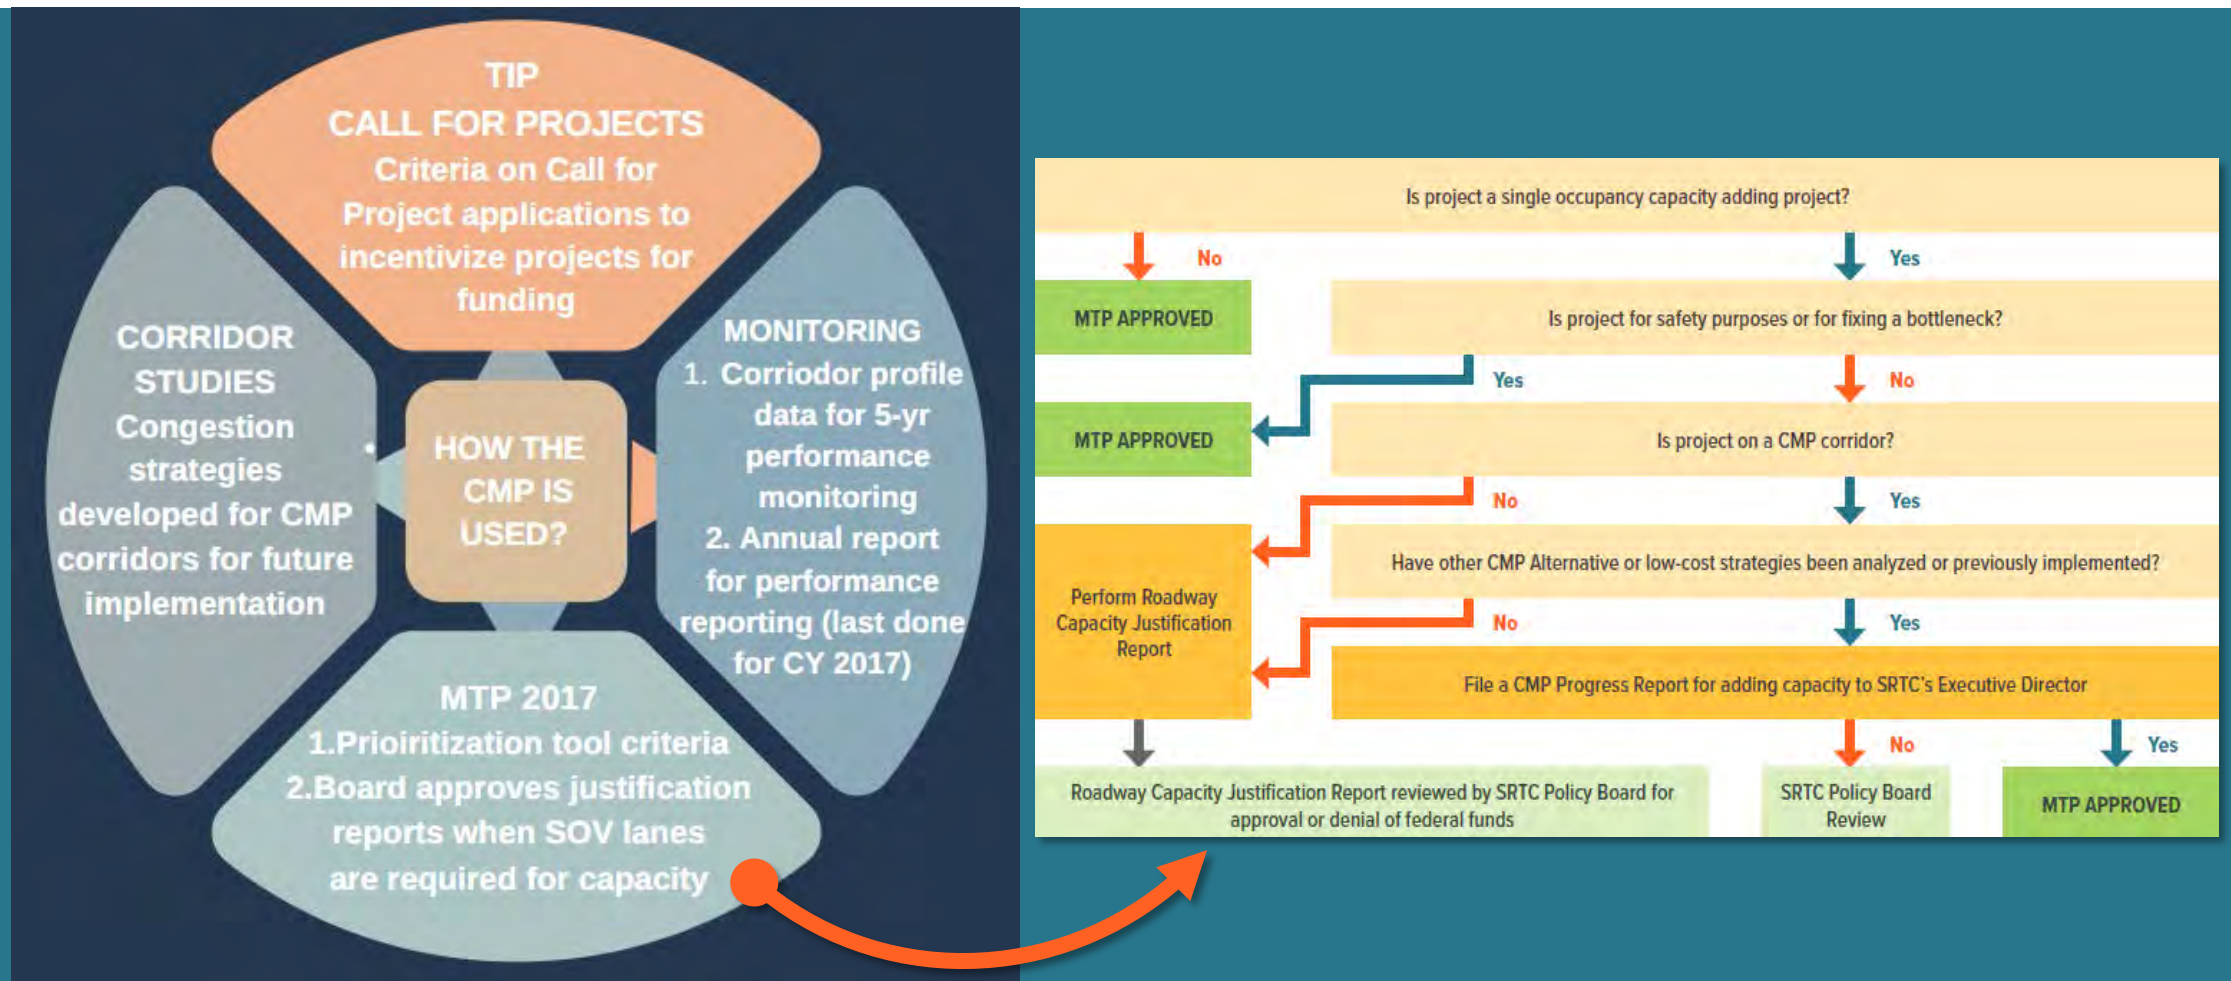 TIP
CALL FOR PROJECTS
Criteria on Call for
Project applications to
incentivize projects for
funding
CORRIDOR
STUDIES
Congestion
strategies
developed for CMP
corridors for future
implementation
HOW THE
CMP IS
USED?
MONITORING
1. Corriodor profile
data for 5-yr
performance
monitoring
2. Annual report
for performance
reporting (last done
for CY 2017)
MTP 2017
1.Prioiritization tool criteria
2.Board approves justification
reports when SOV lanes
are required for capacity
Is project a single occupancy capacity adding project?
No
Yes
MTP APPROVED
Is project for safety purposes or for fixing a bottleneck?
Yes
No
MTP APPROVED
Is project on a CMP corridor?
No
Yes
Perform Roadway
Capacity Justification
Report
Have other CMP Alternative or low-cost strategies been analyzed or previously implemented?
No
Yes
File a CMP Progress Report for adding capacity to SRTC's Executive Director
No
Yes
Roadway Capacity Justification Report reviewed by SRTC Policy Board for
approval or denial of federal funds
SRTC Policy Board
Review
MTP APPROVED